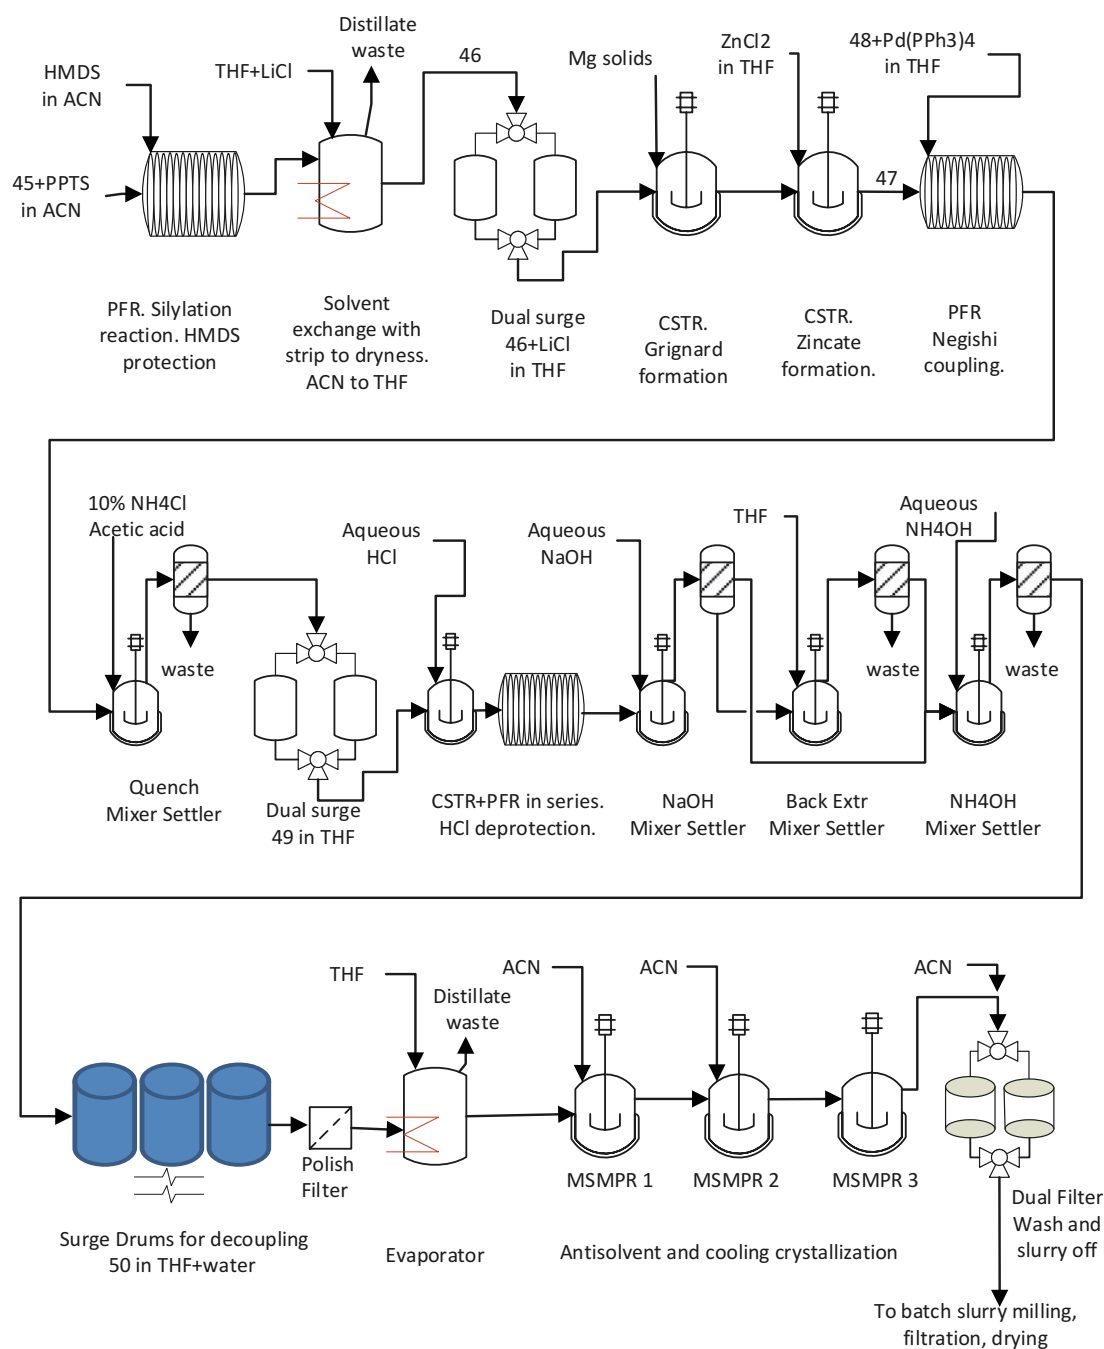 Distillate
waste
46
HMDS
in ACN
THF+LiCl
Mg solids
ZnCl2
in THF
48+Pd(PPh3)4
in THF
45+PPTS
in ACN
47
PFR. Silylation
reaction. HMDS
protection
Solvent
exchange with
strip to dryness.
ACN to THF
Dual surge
46+LiCl
in THF
CSTR.
Grignard
formation
CSTR.
Zincate
formation.
PFR
Negishi
coupling.
10% NH4Cl
Acetic acid
Aqueous
HCl
Aqueous
NaOH
THF
Aqueous
NH4OH
waste
waste
waste
Quench
Mixer Settler
Dual surge
49 in THF
CSTR+PFR in series.
HCl deprotection.
NaOH
Mixer Settler
Back Extr
Mixer Settler
NH4OH
Mixer Settler
THF
Distillate
waste
ACN
ACN
ACN
Polish
Filter
MSMPR 1
MSMPR 2
MSMPR 3
Dual Filter
Wash and
slurry off
Surge Drums for decoupling
50 in THF+water
Evaporator
Antisolvent and cooling crystallization
To batch slurry milling,
filtration, drying